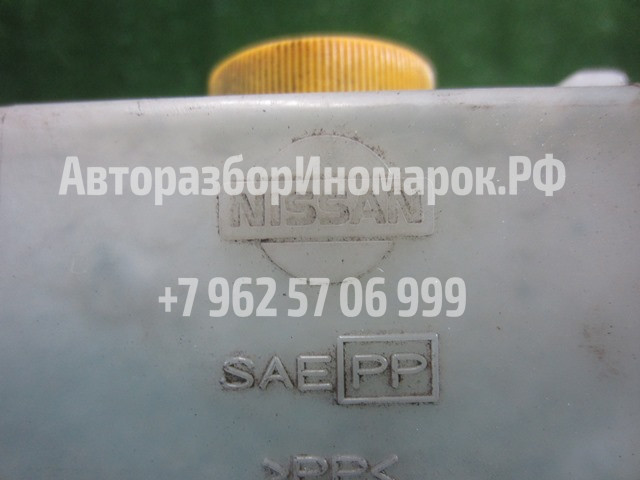 АвторазборИномарок.РФ
NISSAN
+7 962 57 06 999
SAE PP
>PP<